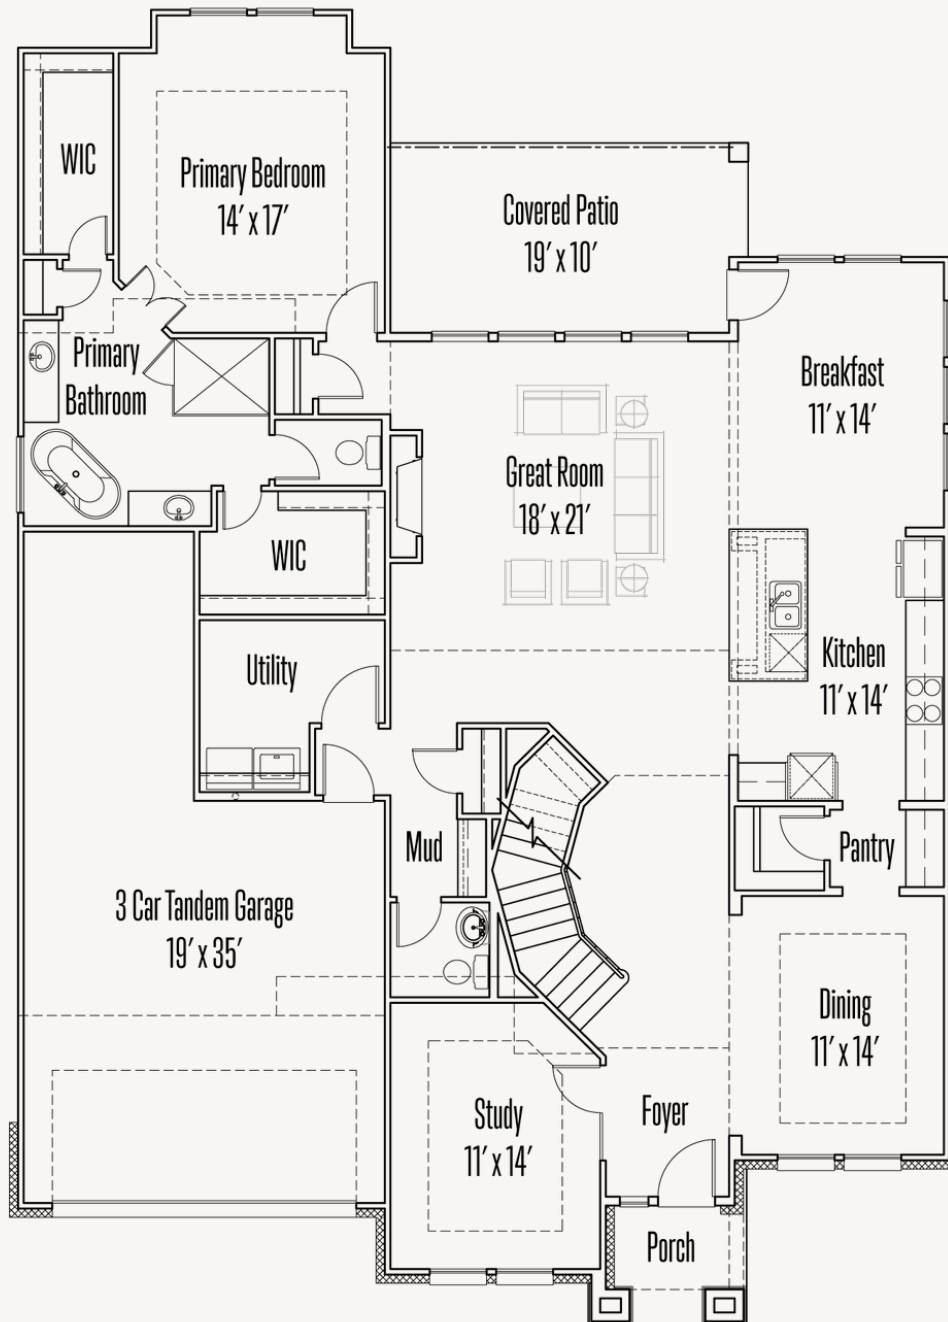 WIC
Primary Bedroom
14' x 17'
Covered Patio
19' x 10'
Primary
Bathroom
Breakfast
11' x 14'
Great Room
18' x 21'
WIC
Utility
Kitchen
11' x 14'
Mud
Pantry
3 Car Tandem Garage
19' x 35'
Dining
11' x 14'
Study
11' x 14'
Foyer
Porch